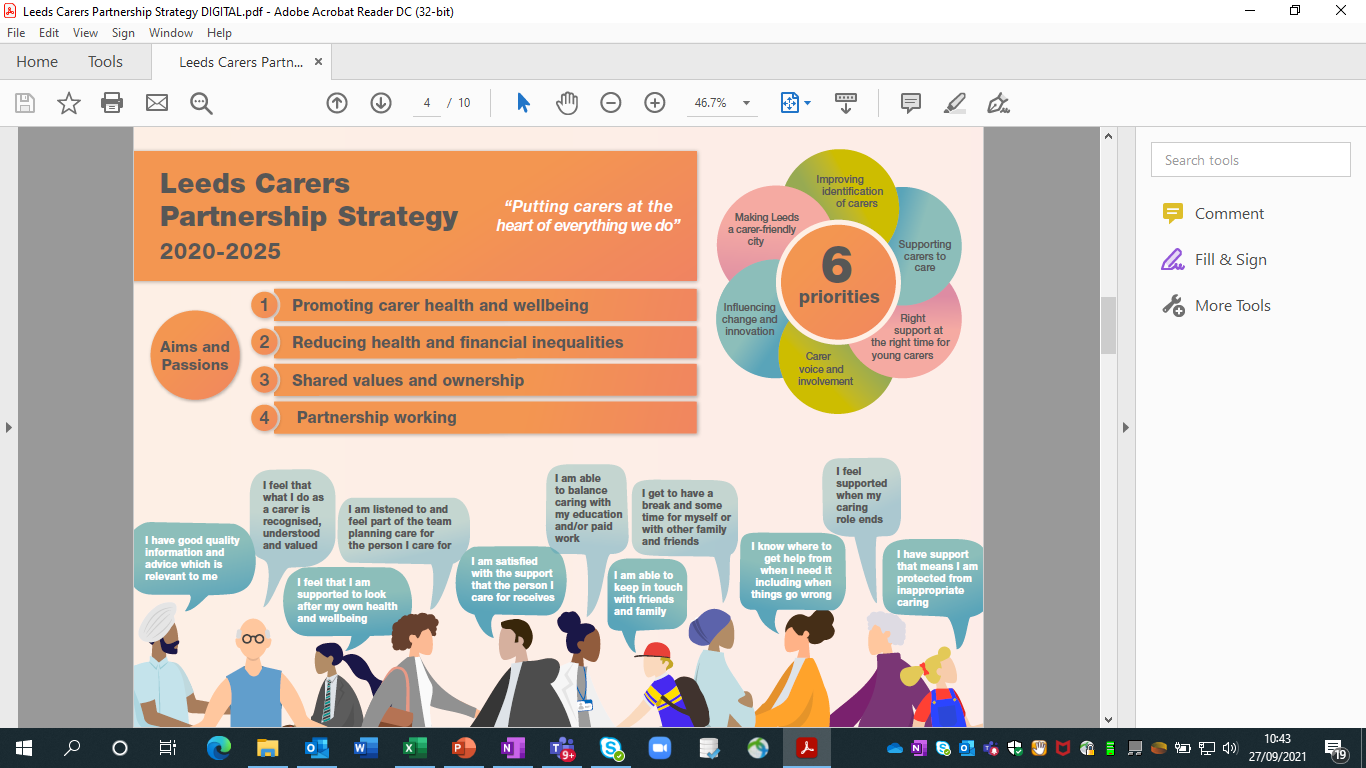 Leeds Carers Partnership Strategy DIGITAL.pdf - Adobe Acrobat Reader DC (32-bit)
File Edit View Sign Window Help
Home Tools Leeds Carers Partn... ×
4 / 10 46.7%
Search tools
Comment
Fill & Sign
More Tools
Leeds Carers
Partnership Strategy
2020-2025
“Putting carers at the
heart of everything we do”
Aims and
Passions
1 Promoting carer health and wellbeing
2 Reducing health and financial inequalities
3 Shared values and ownership
4 Partnership working
6
priorities
Improving
identification
of carers
Supporting
carers to
care
Right
support at
the right time for
young carers
Carer
voice and
involvement
Influencing
change and
innovation
Making Leeds
a carer-friendly
city
I have good quality
information and
advice which is
relevant to me
I feel that
what I do as
a carer is
recognised,
understood
and valued
I feel that I am
supported to look
after my own health
and wellbeing
I am listened to and
feel part of the team
planning care for
the person I care for
I am satisfied
with the support
that the person I
care for receives
I am able
to balance
caring with
my education
and/or paid
work
I am able to
keep in touch
with friends
and family
I get to have a
break and some
time for myself or
with other family
and friends
I know where to
get help from
when I need it
including when
things go wrong
I feel
supported
when my
caring
role ends
I have support
that means I am
protected from
inappropriate
caring
9+
10:43
27/09/2021
19